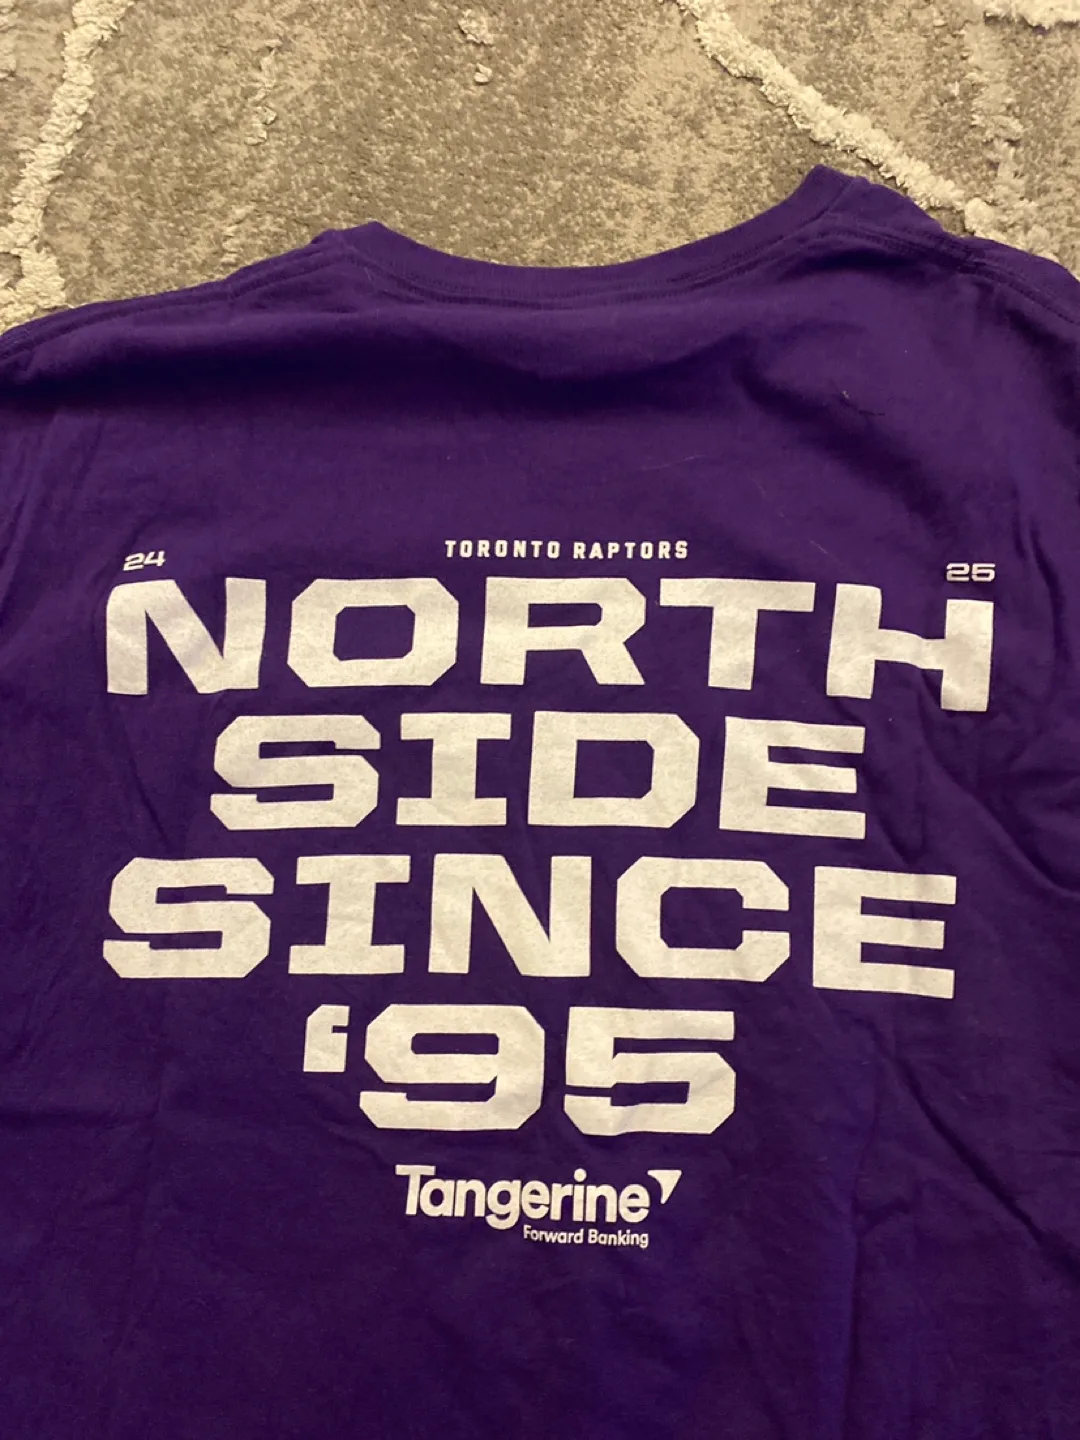 TORONTO RAPTORS
24 25
NORTH
SIDE
SINCE
‘95
Tangerine
Forward Banking